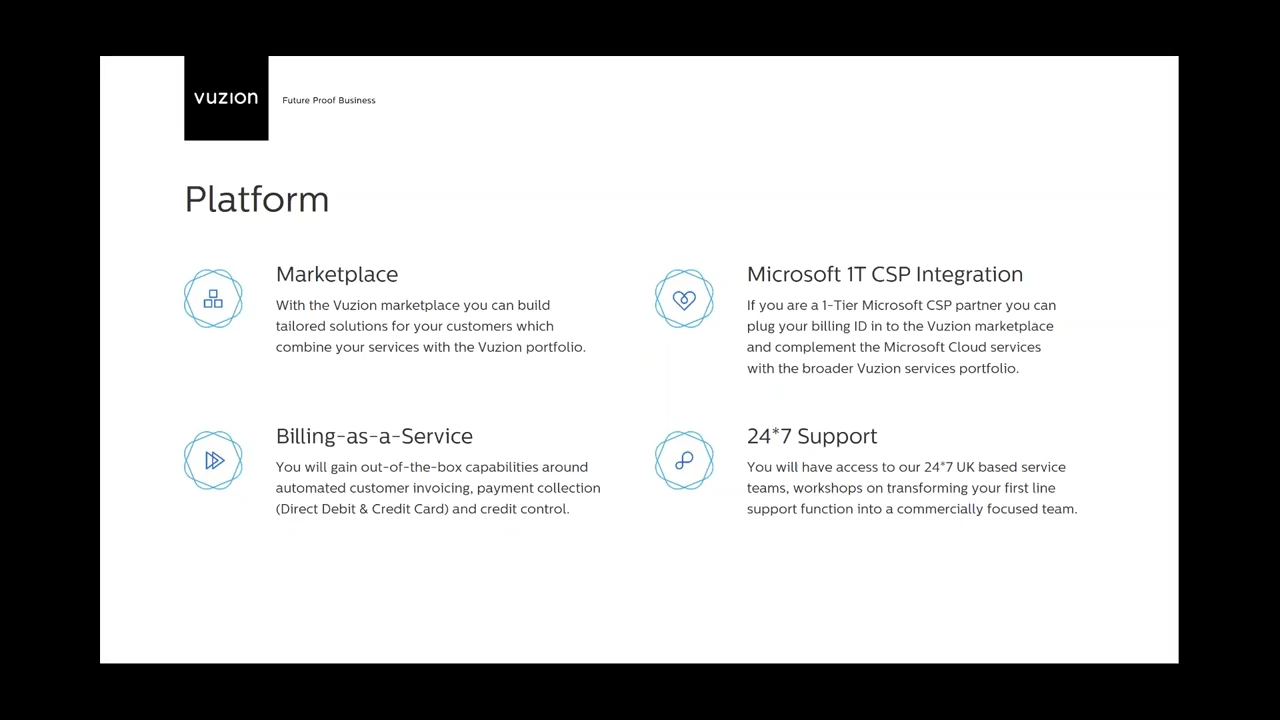 vuzion
Future Proof Business
Platform
Marketplace
With the Vuzion marketplace you can build
tailored solutions for your customers which
combine your services with the Vuzion portfolio.
Microsoft 1T CSP Integration
If you are a 1-Tier Microsoft CSP partner you can
plug your billing ID in to the Vuzion marketplace
and complement the Microsoft Cloud services
with the broader Vuzion services portfolio.
Billing-as-a-Service
You will gain out-of-the-box capabilities around
automated customer invoicing, payment collection
(Direct Debit & Credit Card) and credit control.
24*7 Support
You will have access to our 24*7 UK based service
teams, workshops on transforming your first line
support function into a commercially focused team.